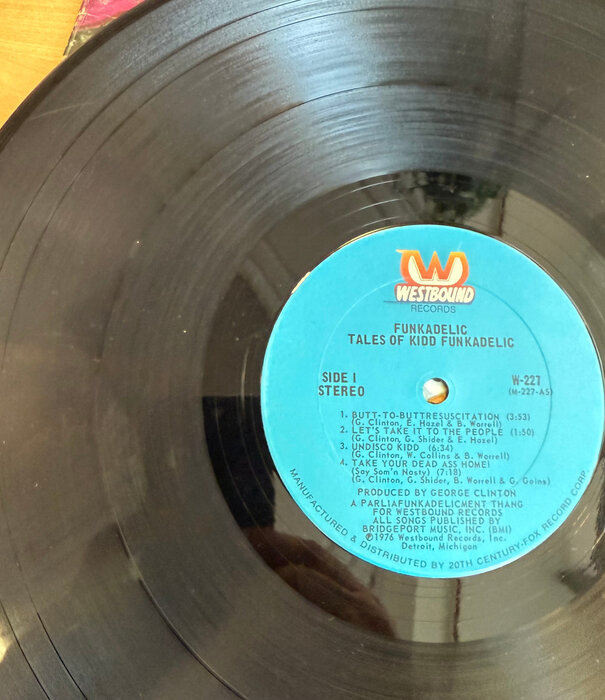 W
WESTBOUND
RECORDS
FUNKADELIC
TALES OF KIDD FUNKADELIC
SIDE 1
STEREO
W-227
(M-227-AS)
1. BUTT-TO-BUTTRESUSCITATION (3:53)
(G. Clinton, E. Hazel & B. Worrell)
2. LET'S TAKE IT TO THE PEOPLE (1:50)
(G. Clinton, G. Shider & E. Hazel)
3. UNDISCO KIDD (6:34)
(G. Clinton, W. Collins & B. Worrell)
4. TAKE YOUR DEAD ASS HOME!
(Say Som'n Nasty) (7:18)
(G. Clinton, G. Shider, B. Worrell & G. Goins)
PRODUCED BY GEORGE CLINTON
A PARLIAFUNKADELICMENT THANG
FOR WESTBOUND RECORDS
ALL SONGS PUBLISHED BY
BRIDGEPORT MUSIC, INC. (BMI)
℗1976 Westbound Records, Inc.
Detroit, Michigan
MANUFACTURED & DISTRIBUTED BY 20TH CENTURY-FOX RECORD CORP.